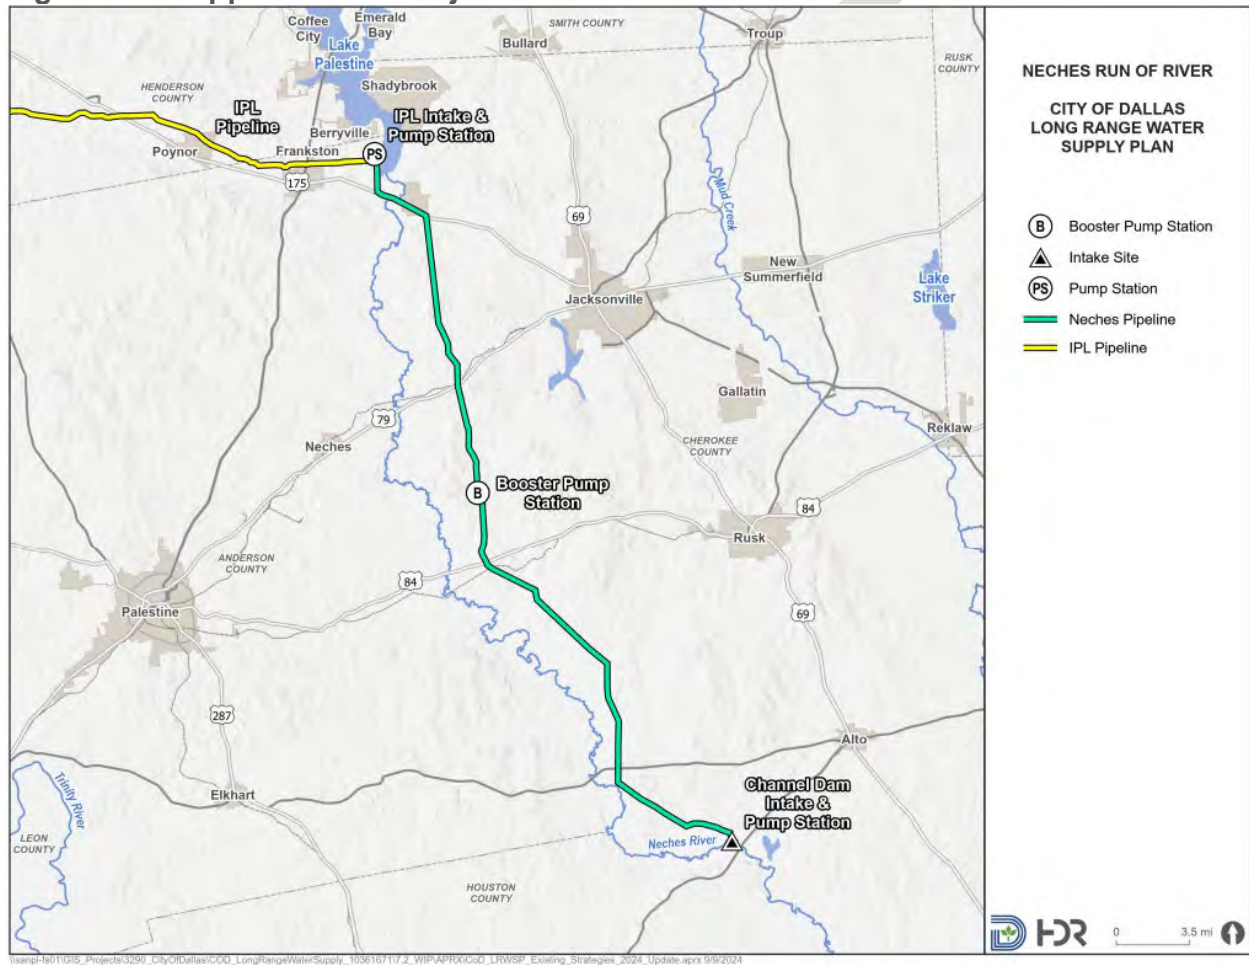 Coffee
City
Emerald
Bay
Lake
Palestine
Bullard
SMITH COUNTY
Troup
RUSK
COUNTY
HENDERSON
COUNTY
Shadybrook
IPL
Pipeline
Berryville
IPL Intake &
Pump Station
Poynor
Frankston
PS
175
69
Mud Creek
New
Summerfield
Lake
Striker
Jacksonville
Gallatin
79
Neches
CHEROKEE
COUNTY
Reklaw
B
Booster Pump
Station
84
Rusk
ANDERSON
COUNTY
84
Palestine
69
287
Alto
Trinity River
Elkhart
Channel Dam
Intake &
Pump Station
Neches River
LEON
COUNTY
HOUSTON
COUNTY
NECHES RUN OF RIVER
CITY OF DALLAS
LONG RANGE WATER
SUPPLY PLAN
B Booster Pump Station
Intake Site
PS Pump Station
Neches Pipeline
IPL Pipeline
HDR
0 3.5 mi